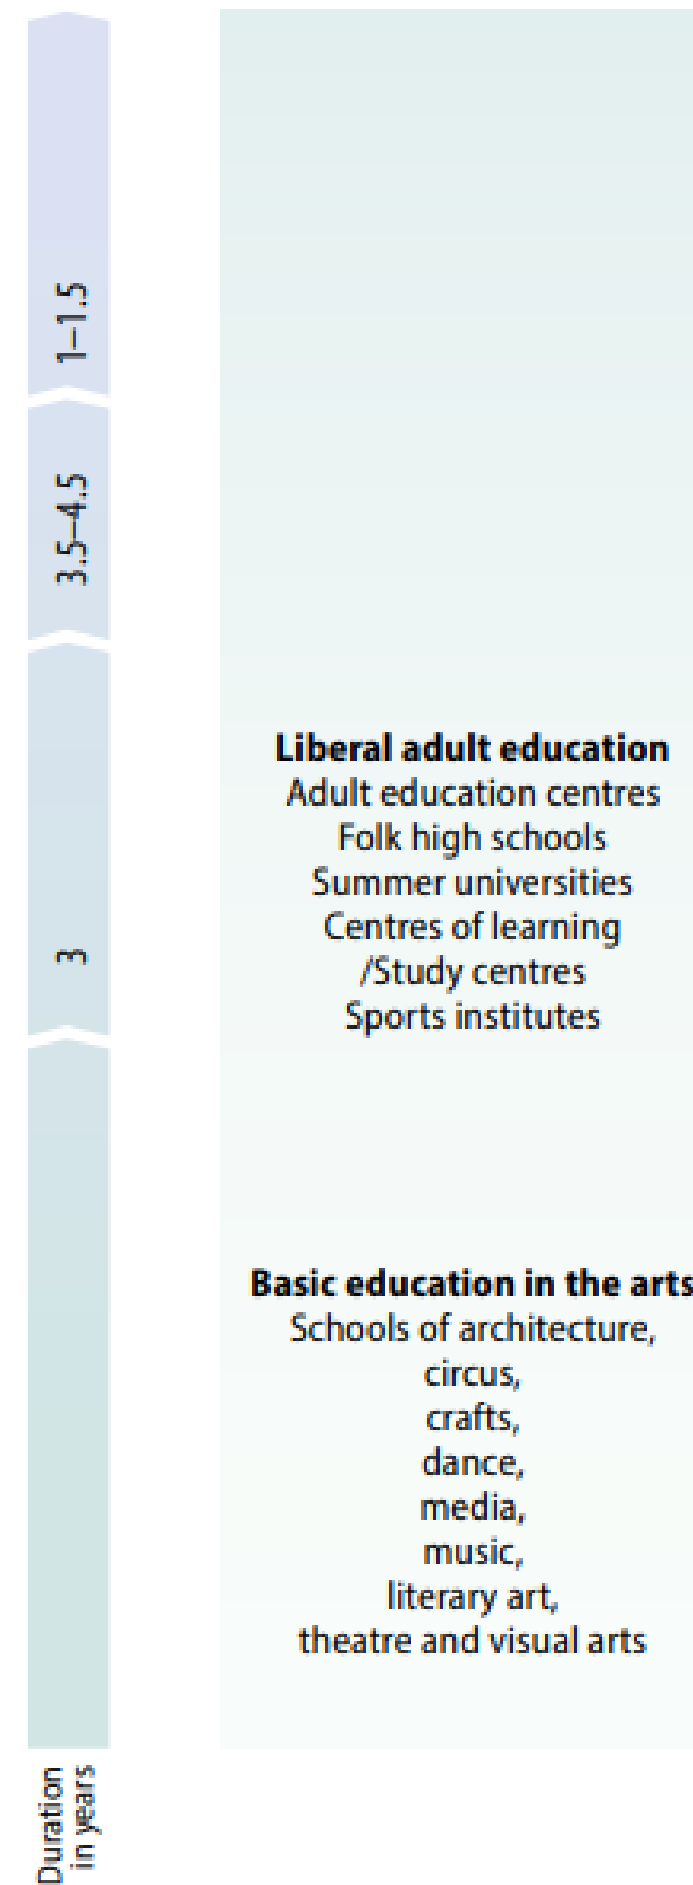 1–1.5
3.5–4.5
3
Duration
in years
Liberal adult education
Adult education centres
Folk high schools
Summer universities
Centres of learning
/Study centres
Sports institutes
Basic education in the arts
Schools of architecture,
circus,
crafts,
dance,
media,
music,
literary art,
theatre and visual arts